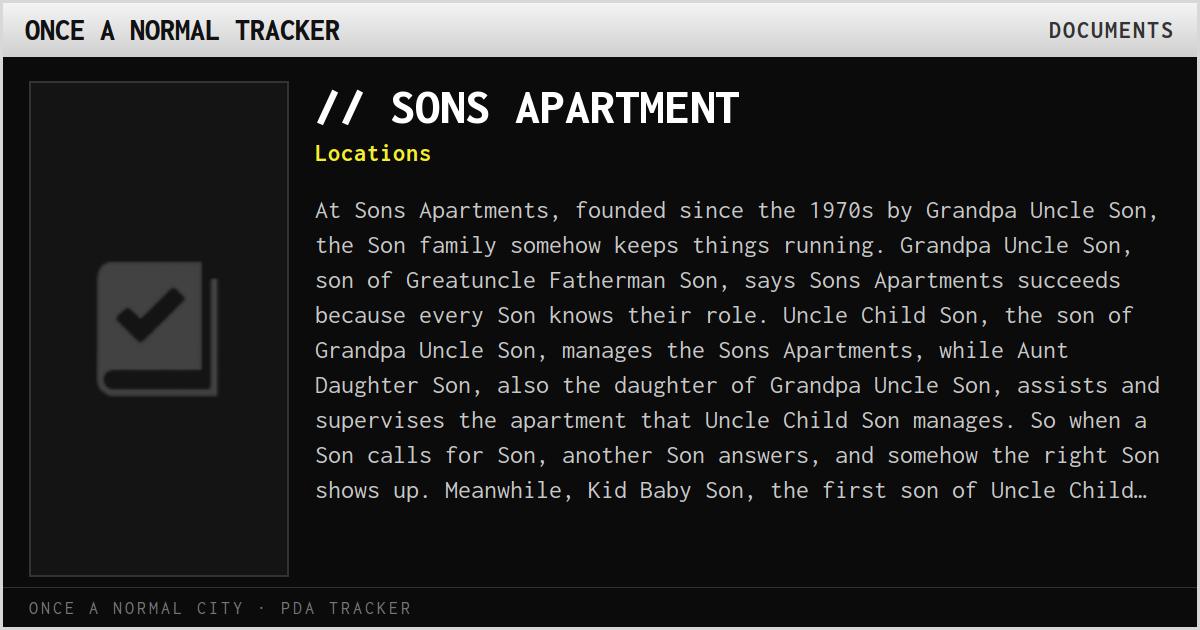 ONCE A NORMAL TRACKER
DOCUMENTS
// SONS APARTMENT
Locations
At Sons Apartments, founded since the 1970s by Grandpa Uncle Son,
the Son family somehow keeps things running. Grandpa Uncle Son,
son of Greatuncle Fatherman Son, says Sons Apartments succeeds
because every Son knows their role. Uncle Child Son, the son of
Grandpa Uncle Son, manages the Sons Apartments, while Aunt
Daughter Son, also the daughter of Grandpa Uncle Son, assists and
supervises the apartment that Uncle Child Son manages. So when a
Son calls for Son, another Son answers, and somehow the right Son
shows up. Meanwhile, Kid Baby Son, the first son of Uncle Child…
ONCE A NORMAL CITY · PDA TRACKER